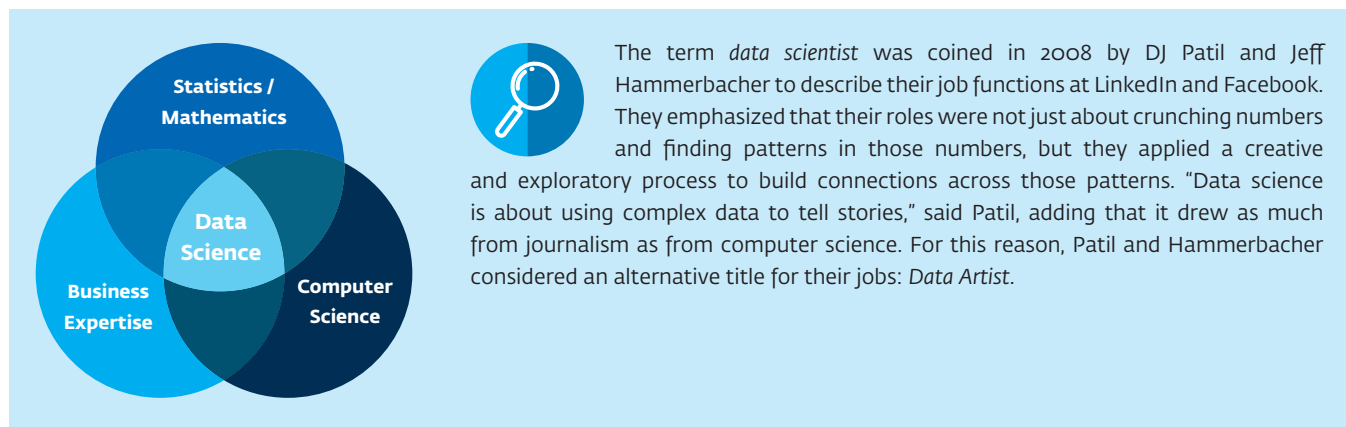 Statistics /
Mathematics
Data
Science
Business
Expertise
Computer
Science
The term data scientist was coined in 2008 by DJ Patil and Jeff
Hammerbacher to describe their job functions at LinkedIn and Facebook.
They emphasized that their roles were not just about crunching numbers
and finding patterns in those numbers, but they applied a creative
and exploratory process to build connections across those patterns. “Data science
is about using complex data to tell stories,” said Patil, adding that it drew as much
from journalism as from computer science. For this reason, Patil and Hammerbacher
considered an alternative title for their jobs: Data Artist.